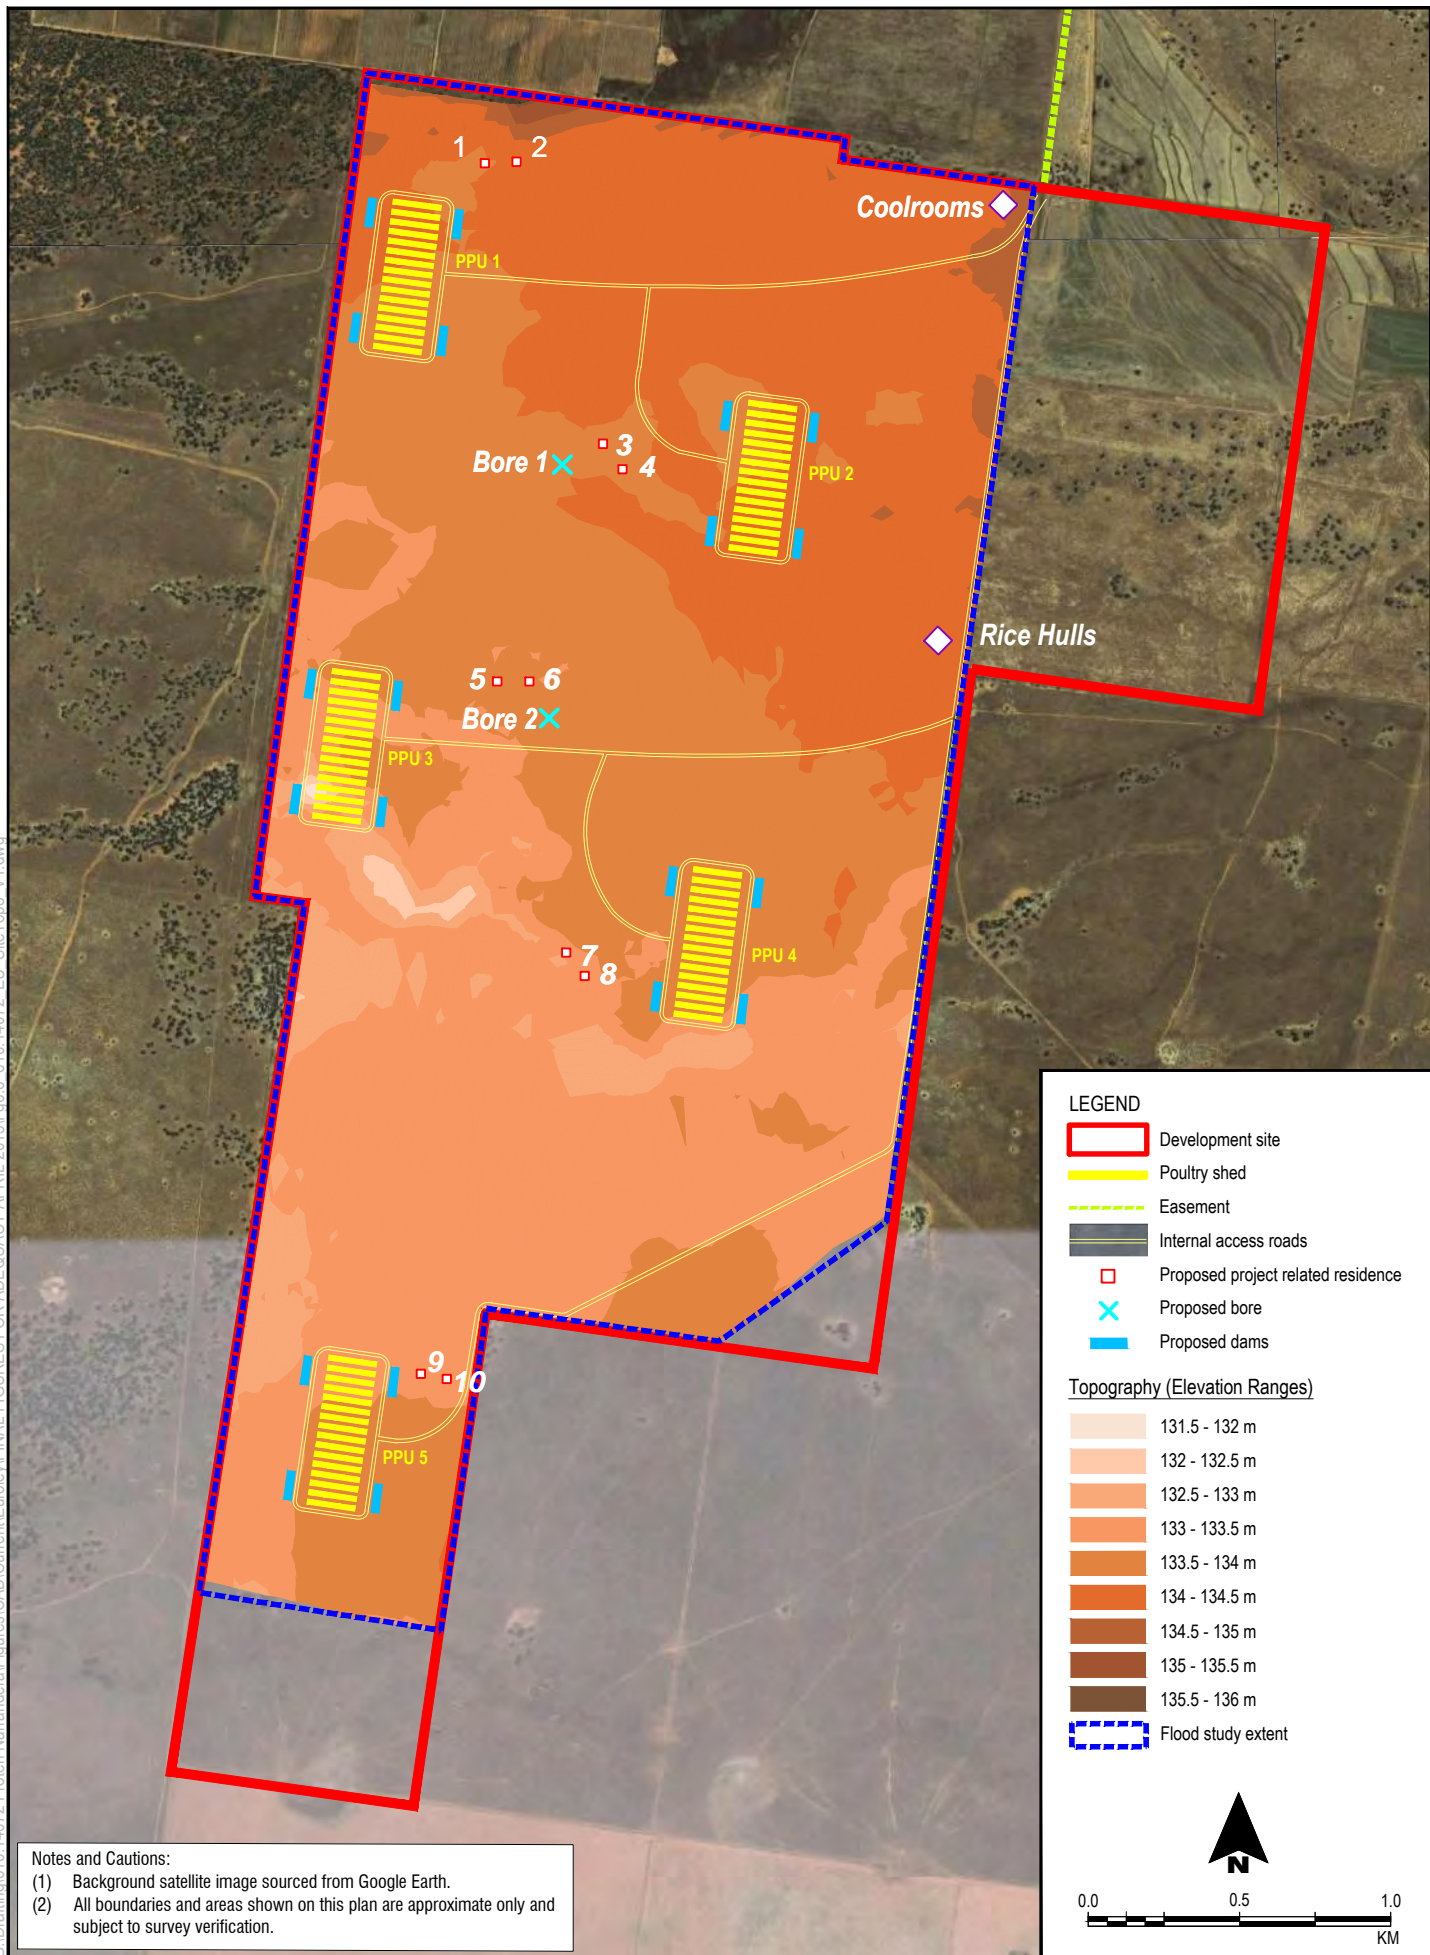 1
2
Coolrooms
PPU 1
3
Bore 1
4
PPU 2
Rice Hulls
5
6
Bore 2
PPU 3
7
8
PPU 4
9
10
PPU 5
LEGEND
Development site
Poultry shed
Easement
Internal access roads
Proposed project related residence
Proposed bore
Proposed dams
Topography (Elevation Ranges)
131.5 - 132 m
132 - 132.5 m
132.5 - 133 m
133 - 133.5 m
133.5 - 134 m
134 - 134.5 m
134.5 - 135 m
135 - 135.5 m
135.5 - 136 m
Flood study extent
N
0.0 0.5 1.0
KM
Notes and Cautions:
(1) Background satellite image sourced from Google Earth.
(2) All boundaries and areas shown on this plan are approximate only and
subject to survey verification.